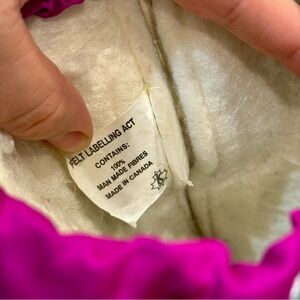 FELT LABELLING ACT
CONTAINS:
100%
MAN MADE FIBRES
MADE IN CANADA